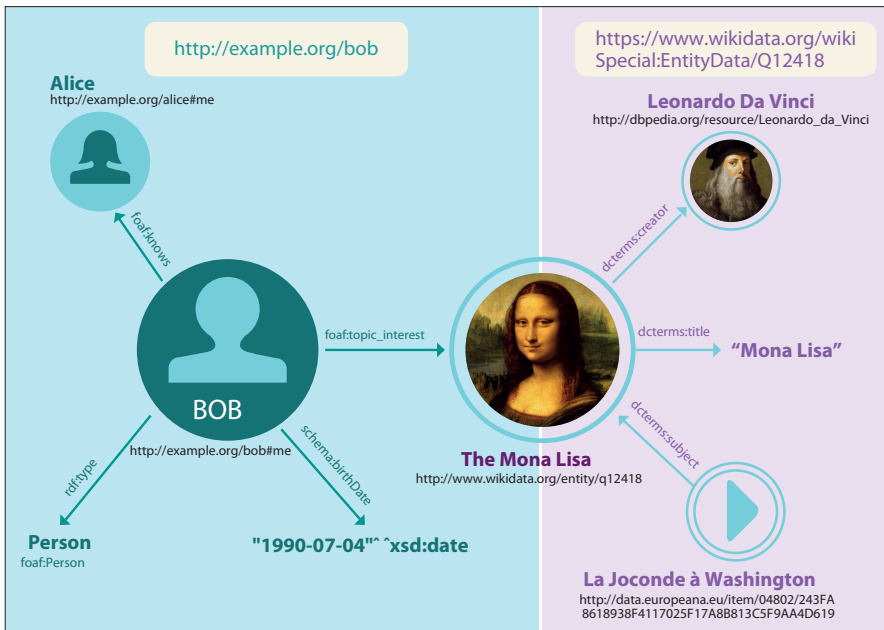 http://example.org/bob
Alice
http://example.org/alice#me
foaf:knows
BOB
http://example.org/bob#me
foaf:topic_interest
rdf:type
schema:birthDate
Person
foaf:Person
"1990-07-04"^^xsd:date
https://www.wikidata.org/wiki
Special:EntityData/Q12418
Leonardo Da Vinci
http://dbpedia.org/resource/Leonardo_da_Vinci
dcterms:creator
dcterms:title
“Mona Lisa”
The Mona Lisa
http://www.wikidata.org/entity/q12418
dcterms:subject
La Joconde à Washington
http://data.europeana.eu/item/04802/243FA
8618938F4117025F17A8B813C5F9AA4D619